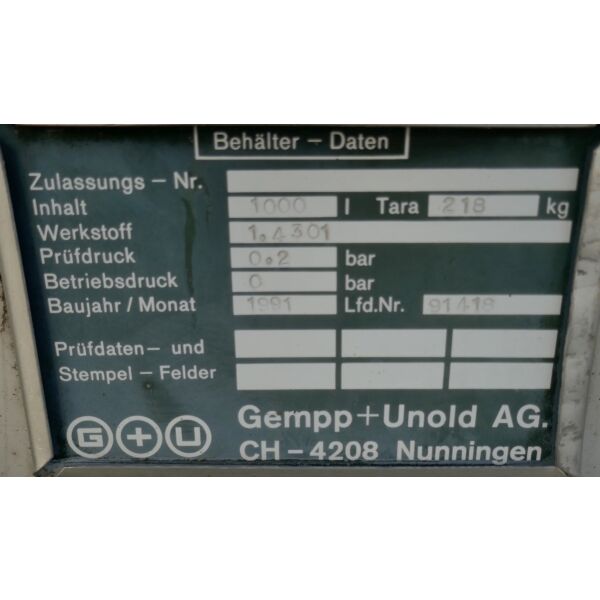 Behälter – Daten
Zulassungs – Nr.
Inhalt 1000 l Tara 218 kg
Werkstoff 1.4301
Prüfdruck 0.2 bar
Betriebsdruck 0 bar
Baujahr / Monat 1991 Lfd.Nr. 91418
Prüfdaten – und
Stempel – Felder
G+U Gempp+Unold AG.
CH – 4208 Nunningen